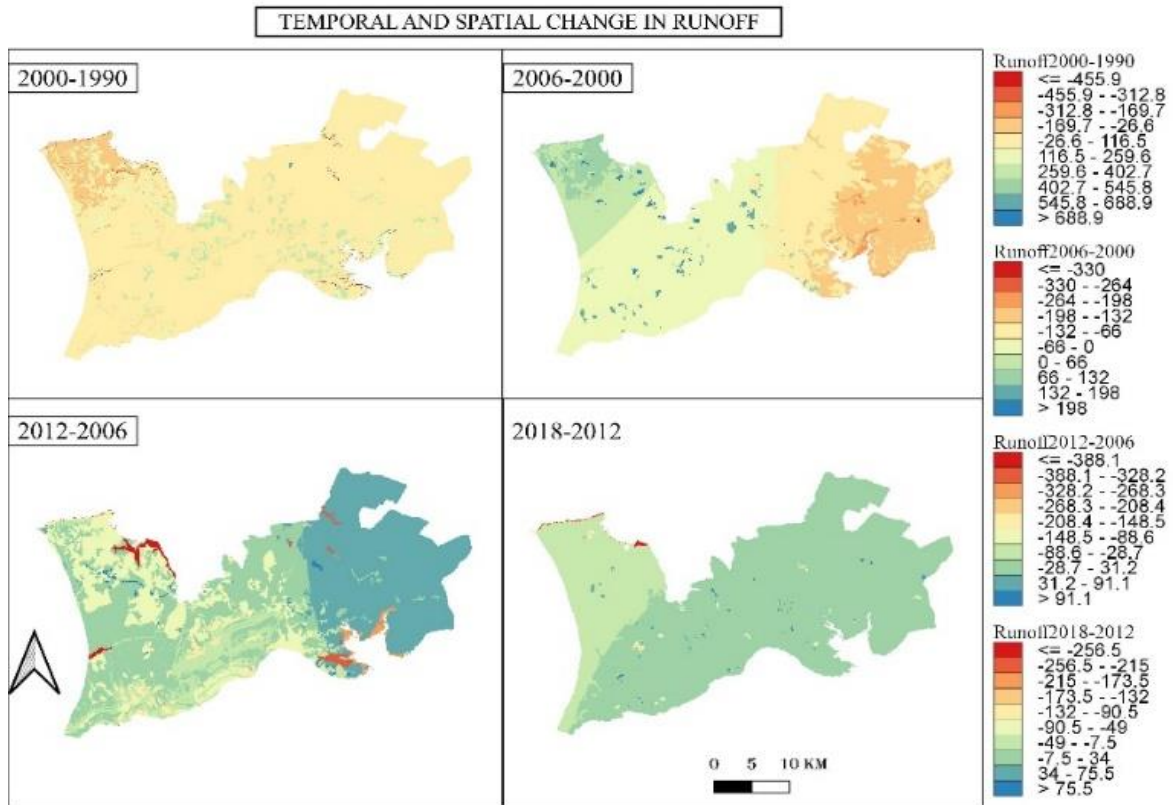 TEMPORAL AND SPATIAL CHANGE IN RUNOFF
2000-1990
2006-2000
2012-2006
2018-2012
0 5 10 KM
Runoff2000-1990
<= -455.9
-455.9 - -312.8
-312.8 - -169.7
-169.7 - -26.6
-26.6 - 116.5
116.5 - 259.6
259.6 - 402.7
402.7 - 545.8
545.8 - 688.9
> 688.9
Runoff2006-2000
<= -330
-330 - -264
-264 - -198
-198 - -132
-132 - -66
-66 - 0
0 - 66
66 - 132
132 - 198
> 198
Runoff2012-2006
<= -388.1
-388.1 - -328.2
-328.2 - -268.3
-268.3 - -208.4
-208.4 - -148.5
-148.5 - -88.6
-88.6 - -28.7
-28.7 - 31.2
31.2 - 91.1
> 91.1
Runoff2018-2012
<= -256.5
-256.5 - -215
-215 - -173.5
-173.5 - -132
-132 - -90.5
-90.5 - -49
-49 - -7.5
-7.5 - 34
34 - 75.5
> 75.5